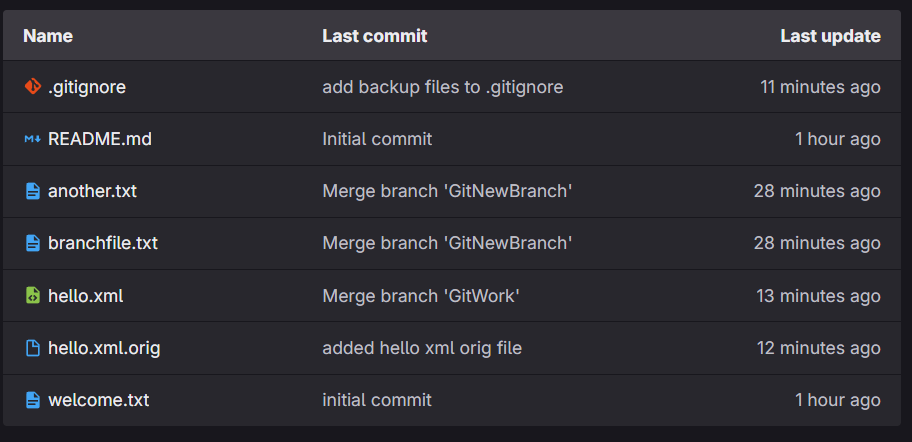 Name Last commit Last update
.gitignore add backup files to .gitignore 11 minutes ago
README.md Initial commit 1 hour ago
another.txt Merge branch 'GitNewBranch' 28 minutes ago
branchfile.txt Merge branch 'GitNewBranch' 28 minutes ago
hello.xml Merge branch 'GitWork' 13 minutes ago
hello.xml.orig added hello xml orig file 12 minutes ago
welcome.txt initial commit 1 hour ago